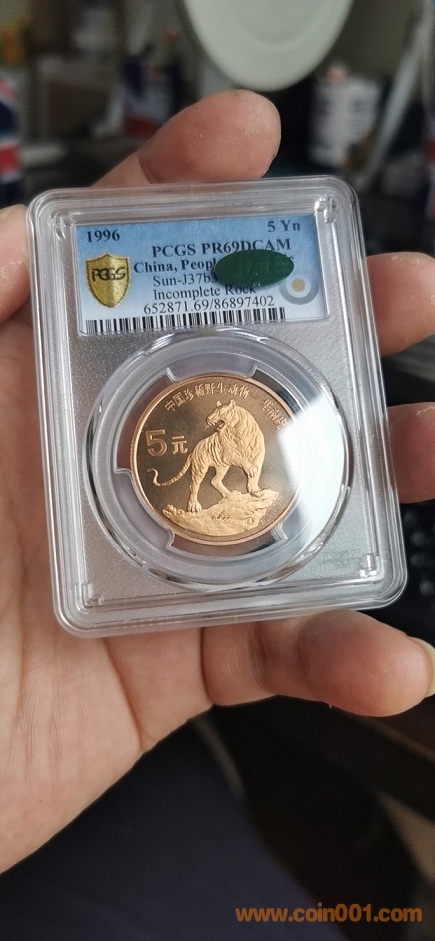 1996 5 Yn
PCGS PR69DCAM
China, People
Sun-J37b
Incomplete Rock
652871.69/86897402
PCGS
中国珍稀野生动物
5元
www.coin001.com